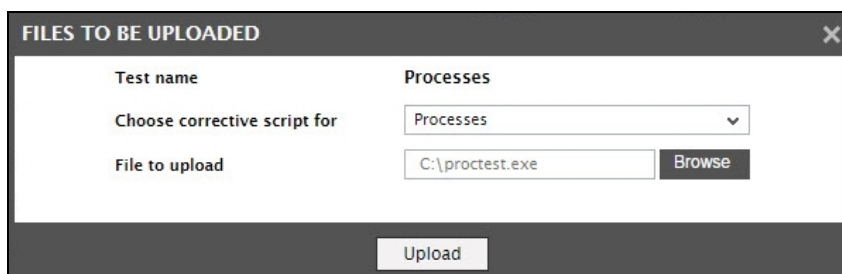 FILES TO BE UPLOADED
Test name Processes
Choose corrective script for Processes
File to upload C:\proctest.exe Browse
Upload